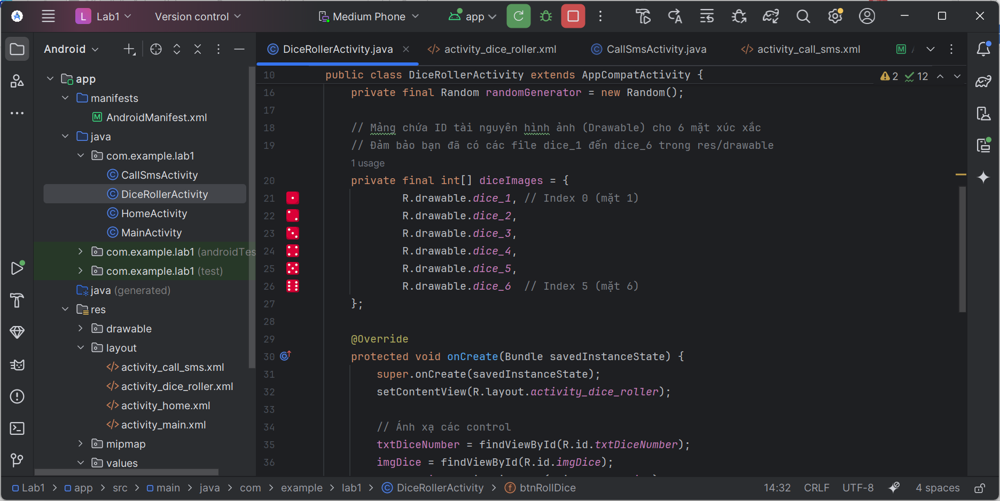 L Lab1 Version control Medium Phone app
Android
DiceRollerActivity.java activity_dice_roller.xml CallSmsActivity.java activity_call_sms.xml M
app
manifests
M AndroidManifest.xml
java
com.example.lab1
C CallSmsActivity
C DiceRollerActivity
C HomeActivity
C MainActivity
com.example.lab1 (androidTes
com.example.lab1 (test)
java (generated)
res
drawable
layout
activity_call_sms.xml
activity_dice_roller.xml
activity_home.xml
activity_main.xml
mipmap
values
10 public class DiceRollerActivity extends AppCompatActivity {
2 12
16 private final Random randomGenerator = new Random();
17
18 // Mảng chứa ID tài nguyên hình ảnh (Drawable) cho 6 mặt xúc xắc
19 // Đảm bảo bạn đã có các file dice_1 đến dice_6 trong res/drawable
1 usage
20 private final int[] diceImages = {
21 R.drawable.dice_1, // Index 0 (mặt 1)
22 R.drawable.dice_2,
23 R.drawable.dice_3,
24 R.drawable.dice_4,
25 R.drawable.dice_5,
26 R.drawable.dice_6 // Index 5 (mặt 6)
27 };
28
29 @Override
30 protected void onCreate(Bundle savedInstanceState) {
31 super.onCreate(savedInstanceState);
32 setContentView(R.layout.activity_dice_roller);
33
34 // Ánh xạ các control
35 txtDiceNumber = findViewById(R.id.txtDiceNumber);
36 imgDice = findViewById(R.id.imgDice);
Lab1 > app > src > main > java > com > example > lab1 > C DiceRollerActivity > f btnRollDice 14:32 CRLF UTF-8 4 spaces